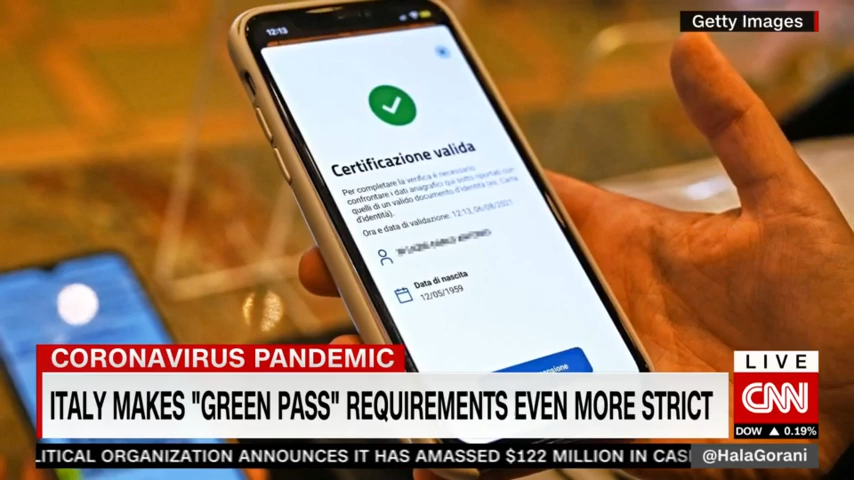 Getty Images
12:13
Certificazione valida
Per completare la verifica è necessario
confrontare i dati anagrafici qui sotto riportati con
quelli di un valido documento d'identità (es. Carta
d'identità).
Ora e data di validazione: 12:13, 06/08/2021
Data di nascita
12/05/1959
CORONAVIRUS PANDEMIC
ITALY MAKES "GREEN PASS" REQUIREMENTS EVEN MORE STRICT
LIVE
CNN
DOW ▲ 0.19%
LITICAL ORGANIZATION ANNOUNCES IT HAS AMASSED $122 MILLION IN CAS
@HalaGorani